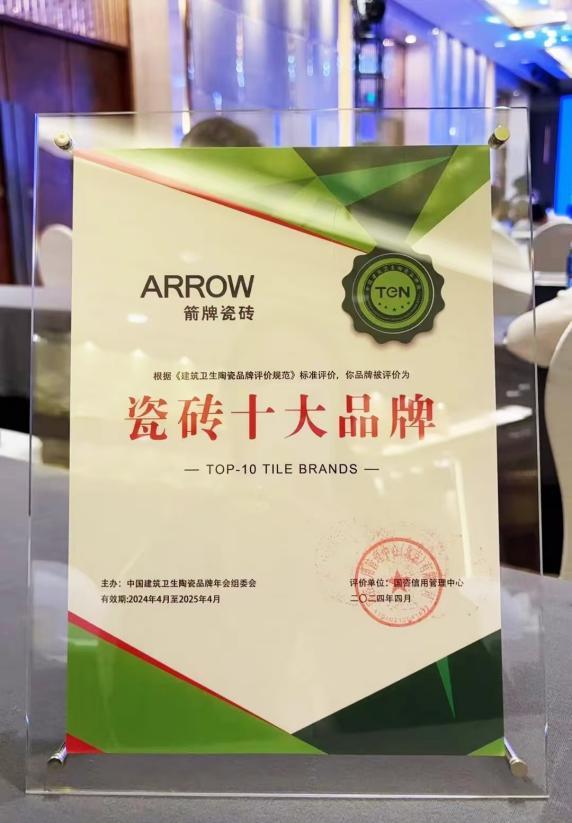 ARROW
箭牌瓷砖
TEN
根据《建筑卫生陶瓷品牌评价规范》标准评价，你品牌被评价为
瓷砖十大品牌
— TOP-10 TILE BRANDS —
主办：中国建筑卫生陶瓷品牌年会组委会
评价单位：国咨信用管理中心
有效期:2024年4月至2025年4月
二〇二四年四月